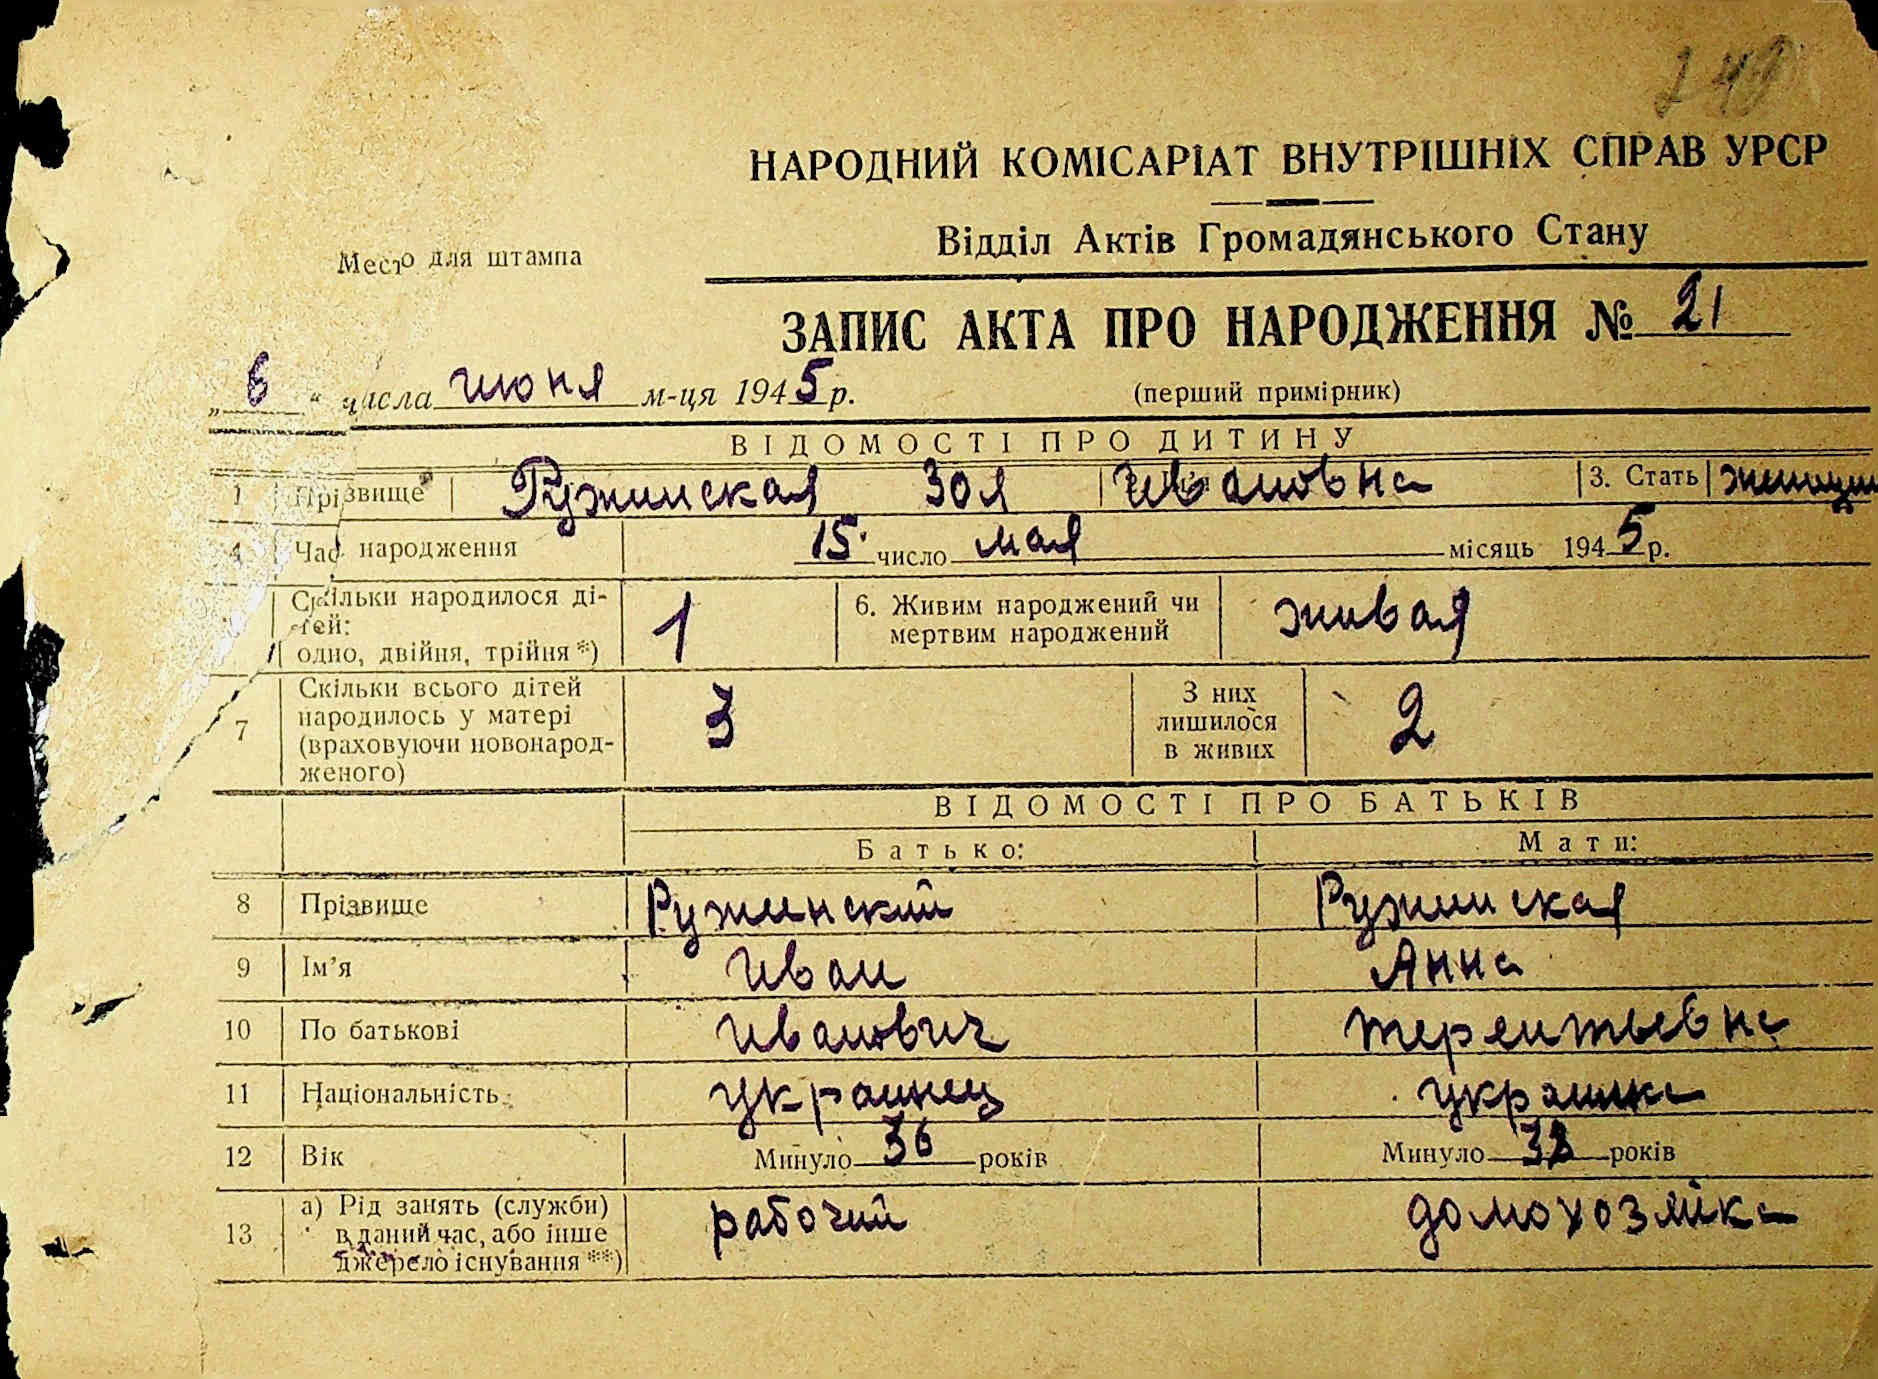 НАРОДНИЙ КОМІСАРІАТ ВНУТРІШНІХ СПРАВ УРСР
Відділ Актів Громадянського Стану
Место для штампа
ЗАПИС АКТА ПРО НАРОДЖЕННЯ № 21
„ 6 “ числа июня м-ця 1945 р.
(перший примірник)
ВІДОМОСТІ ПРО ДИТИНУ
1 Прізвище Ружинская Зоя Ивановна 3. Стать
4 Час народження 15 число мая місяць 1945 р.
Скільки народилося ді-
тей:
одно, двійня, трійня *) 1 6. Живим народжений чи
мертвим народжений живая
7 Скільки всього дітей
народилось у матері
(враховуючи новонарод-
женого) 3 З них
лишилося
в живих 2
ВІДОМОСТІ ПРО БАТЬКІВ
Батько: Мати:
8 Прізвище Ружинский Ружинская
9 Ім’я Иван Анна
10 По батькові Иванович Терентьевна
11 Національність украинец украинка
12 Вік Минуло 36 років Минуло років
13 а) Рід занять (служби)
в даний час, або інше
джерело існування **) рабочий домохозяйка